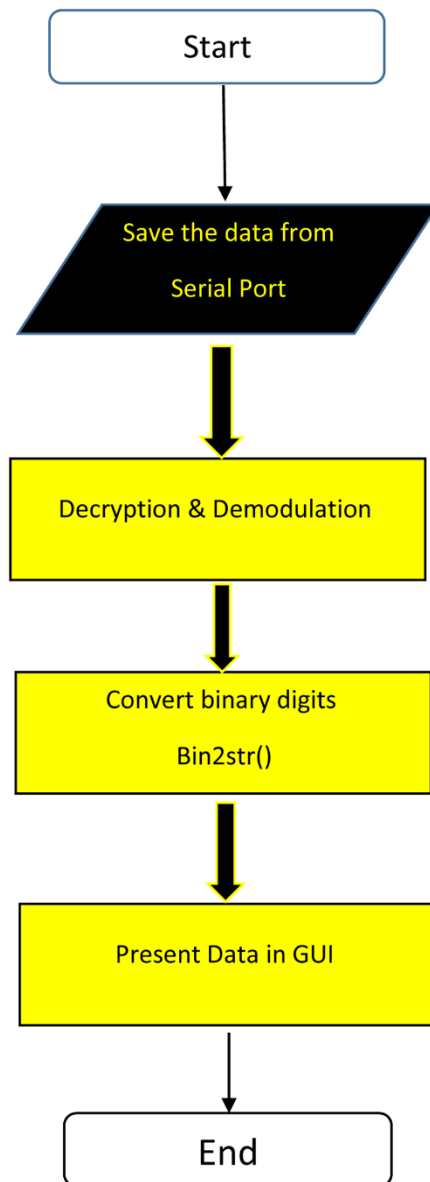 Start
Save the data from
Serial Port
Decryption & Demodulation
Convert binary digits
Bin2str()
Present Data in GUI
End